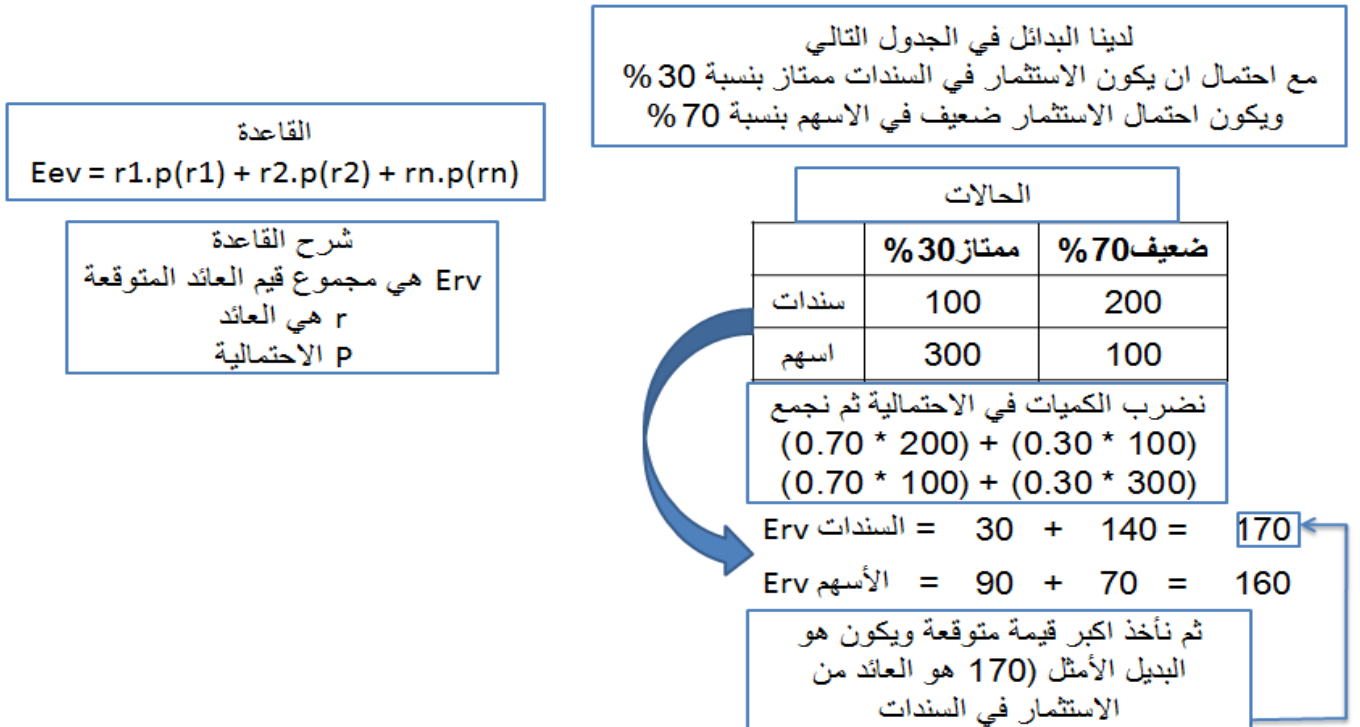 لدينا البدائل في الجدول التالي
مع احتمال ان يكون الاستثمار في السندات ممتاز بنسبة 30 %
ويكون احتمال الاستثمار ضعيف في الاسهم بنسبة 70 %
القاعدة
Eev = r1.p(r1) + r2.p(r2) + rn.p(rn)
شرح القاعدة
Erv هي مجموع قيم العائد المتوقعة
r هي العائد
P الاحتمالية
الحالات
ممتاز30 % ضعيف70 %
سندات 100 200
اسهم 300 100
نضرب الكميات في الاحتمالية ثم نجمع
(0.70 * 200) + (0.30 * 100)
(0.70 * 100) + (0.30 * 300)
Erv السندات = 30 + 140 = 170
Erv الأسهم = 90 + 70 = 160
ثم نأخذ اكبر قيمة متوقعة ويكون هو
البديل الأمثل (170 هو العائد من
الاستثمار في السندات